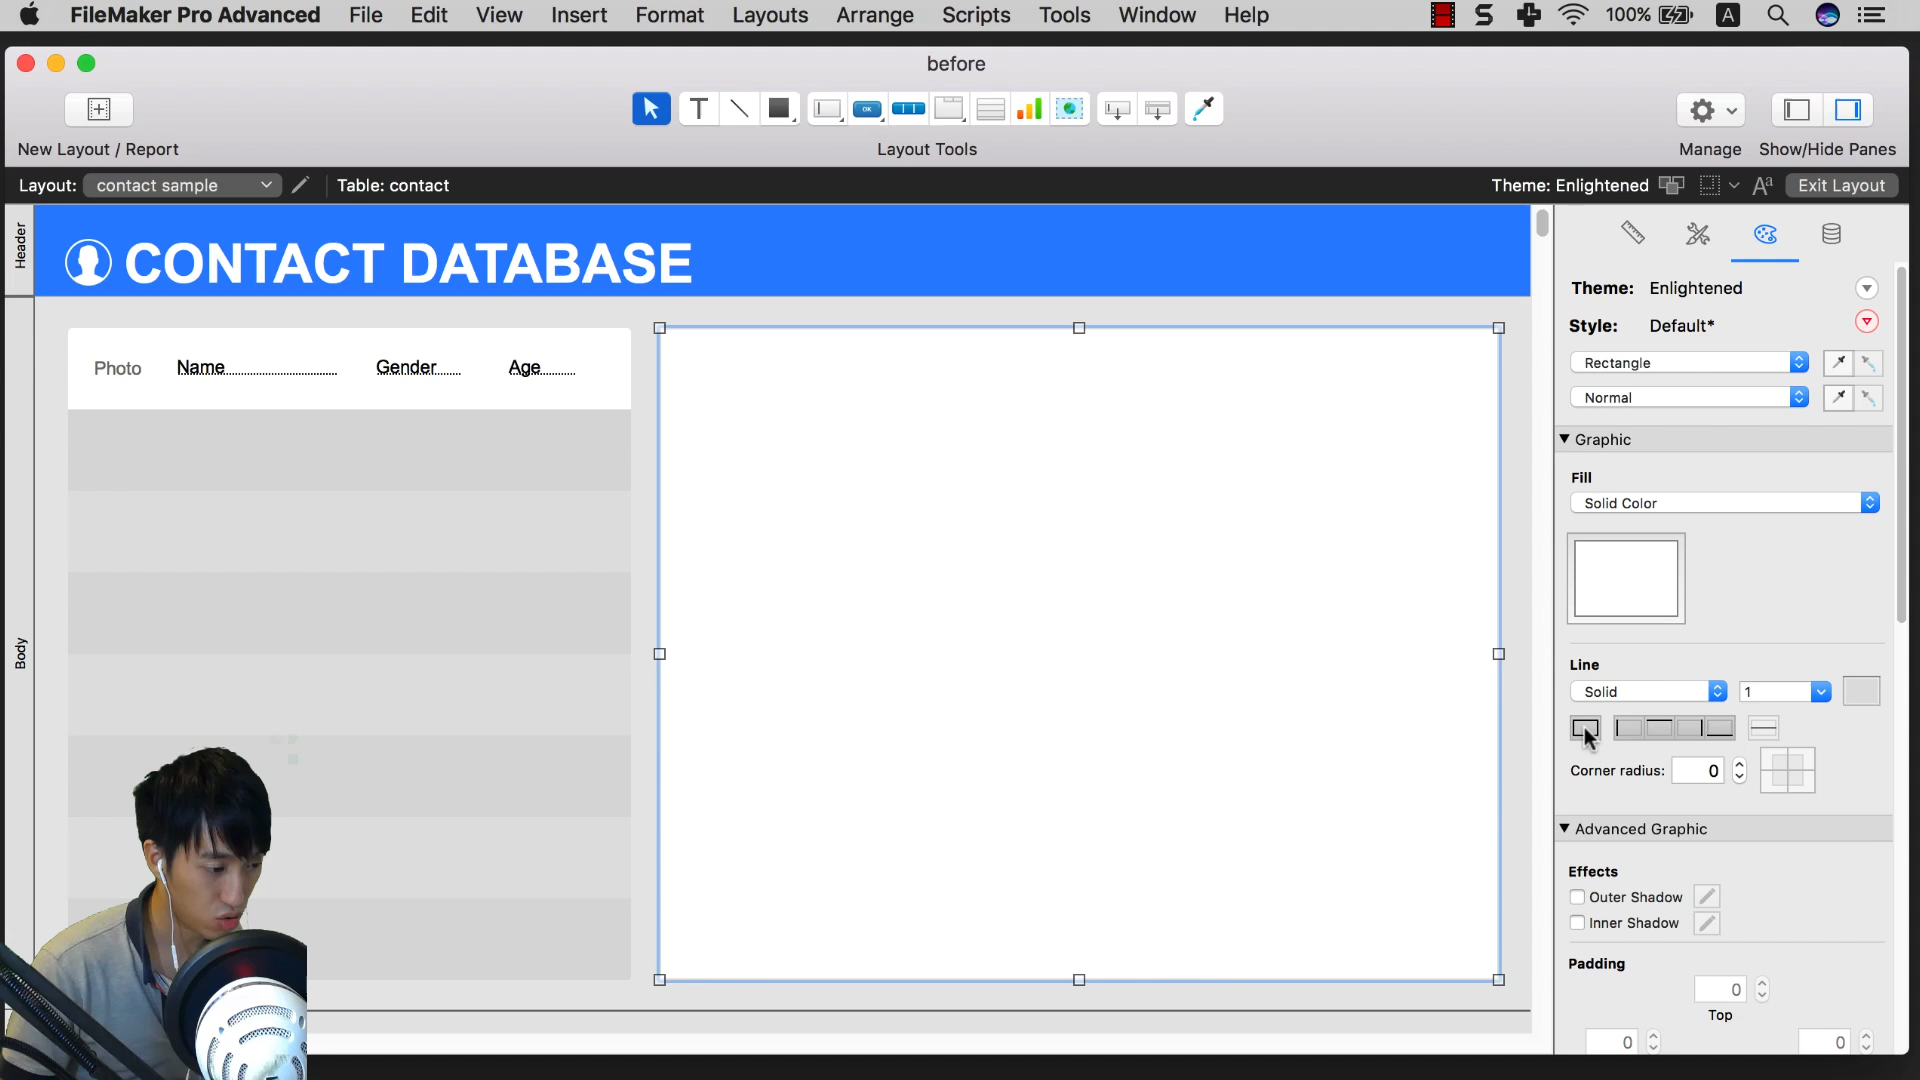 FileMaker Pro Advanced File Edit View Insert Format Layouts Arrange Scripts Tools Window Help S 100% A
before
OK
New Layout / Report Layout Tools Manage Show/Hide Panes
Layout: contact sample Table: contact Theme: Enlightened Aa Exit Layout
Header
CONTACT DATABASE
Theme: Enlightened
Style: Default*
Photo Name Gender Age
Rectangle
Normal
Graphic
Fill
Solid Color
Body
Line
Solid 1
Corner radius: 0
Advanced Graphic
Effects
Outer Shadow
Inner Shadow
Padding
0
Top
0 0